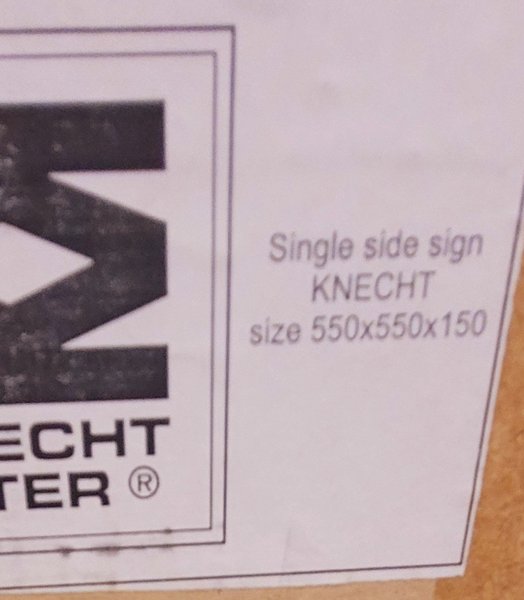 Single side sign
KNECHT
size 550x550x150
ECHT
TER ®